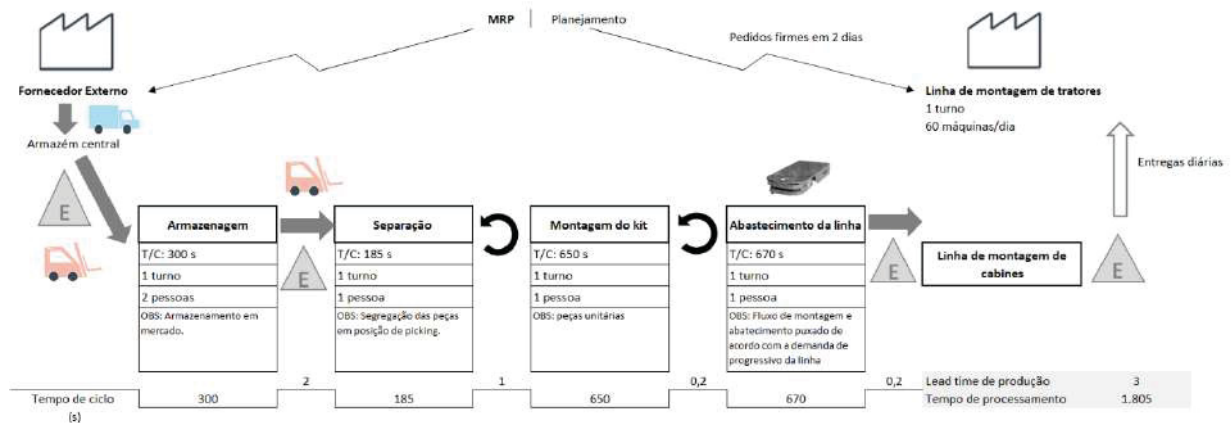 MRP
Planejamento
Pedidos firmes em 2 dias
Fornecedor Externo
Armazém central
E
Linha de montagem de tratores
1 turno
60 máquinas/dia
Entregas diárias
Armazenagem
T/C: 300 s
1 turno
2 pessoas
OBS: Armazenamento em
mercado.
E
Separação
T/C: 185 s
1 turno
1 pessoa
OBS: Segregação das peças
em posição de picking.
Montagem do kit
T/C: 650 s
1 turno
1 pessoa
OBS: peças unitárias
Abastecimento da linha
T/C: 670 s
1 turno
1 pessoa
OBS: Fluxo de montagem e
abatecimento puxado de
acordo com a demanda de
progressivo da linha
E
Linha de montagem de
cabines
E
Tempo de ciclo
(s)
300
2
185
1
650
0,2
670
0,2
Lead time de produção 3
Tempo de processamento 1.805